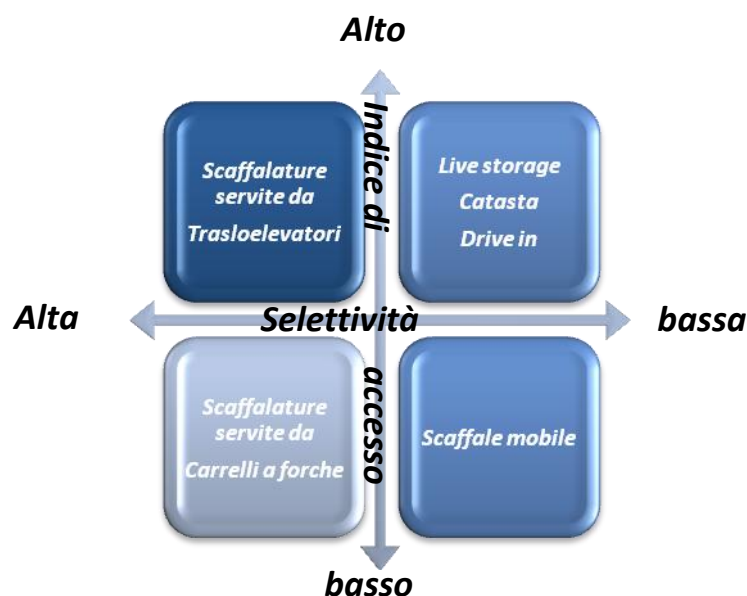 Alto
Indice di
Scaffalature
servite da
Trasloelevatori
Live storage
Catasta
Drive in
Alta
Selettività
bassa
accesso
Scaffalature
servite da
Carrelli a forche
Scaffale mobile
basso